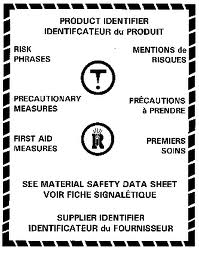 PRODUCT IDENTIFIER
IDENTIFCATEUR du PRODUIT
RISK
PHRASES
MENTIONS de
RISQUES
PRECAUTIONARY
MEASURES
PRÉCAUTIONS
à PRENDRE
FIRST AID
MEASURES
R
PREMIERS
SOINS
SEE MATERIAL SAFETY DATA SHEET
VOIR FICHE SIGNALÉTIQUE
SUPPLIER IDENTIFIER
IDENTIFICATEUR du FOURNISSEUR